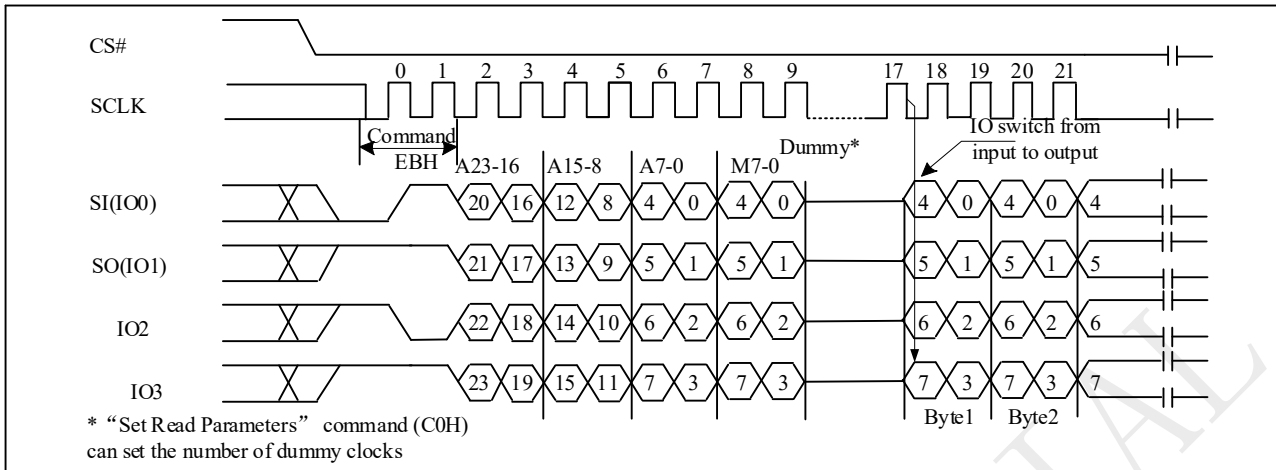 CS#
0 1 2 3 4 5 6 7 8 9 17 18 19 20 21
SCLK
Command
EBH
Dummy*
IO switch from
input to output
A23-16 A15-8 A7-0 M7-0
SI(IO0) 20 16 12 8 4 0 4 0 4 0 4 0 4
SO(IO1) 21 17 13 9 5 1 5 1 5 1 5 1 5
IO2 22 18 14 10 6 2 6 2 6 2 6 2 6
IO3 23 19 15 11 7 3 7 3 7 3 7 3 7
Byte1 Byte2
* “Set Read Parameters” command (C0H)
can set the number of dummy clocks